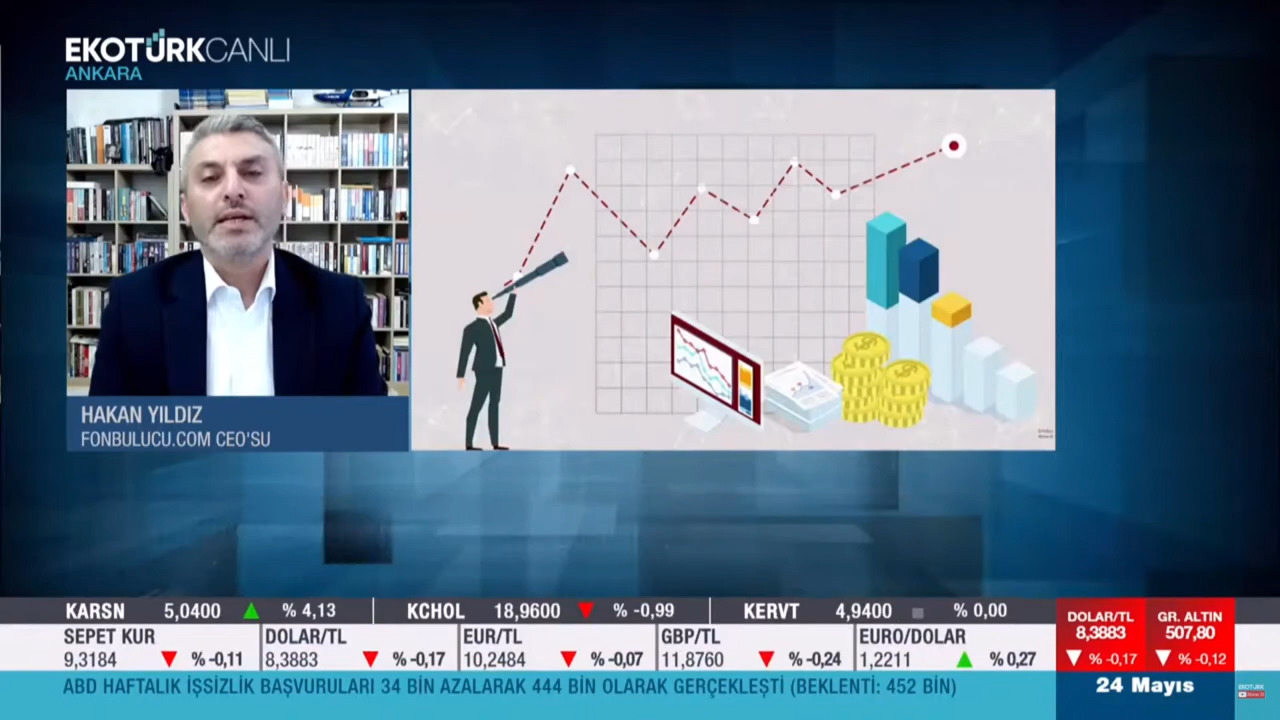 EKOTÜRKCANLI
ANKARA
HAKAN YILDIZ
FONBULUCU.COM CEO'SU
KARSN 5,0400 % 4,13 KCHOL 18,9600 % -0,99 KERVT 4,9400 % 0,00
SEPET KUR DOLAR/TL EUR/TL GBP/TL EURO/DOLAR
9,3184 % -0,11 8,3883 % -0,17 10,2484 % -0,07 11,8760 % -0,24 1,2211 % 0,27
DOLAR/TL GR. ALTIN
8,3883 507,80
% -0,17 % -0,12
ABD HAFTALIK İŞSİZLİK BAŞVURULARI 34 BİN AZALARAK 444 BİN OLARAK GERÇEKLEŞTİ (BEKLENTİ: 452 BİN)
24 Mayıs
EKOTÜRK